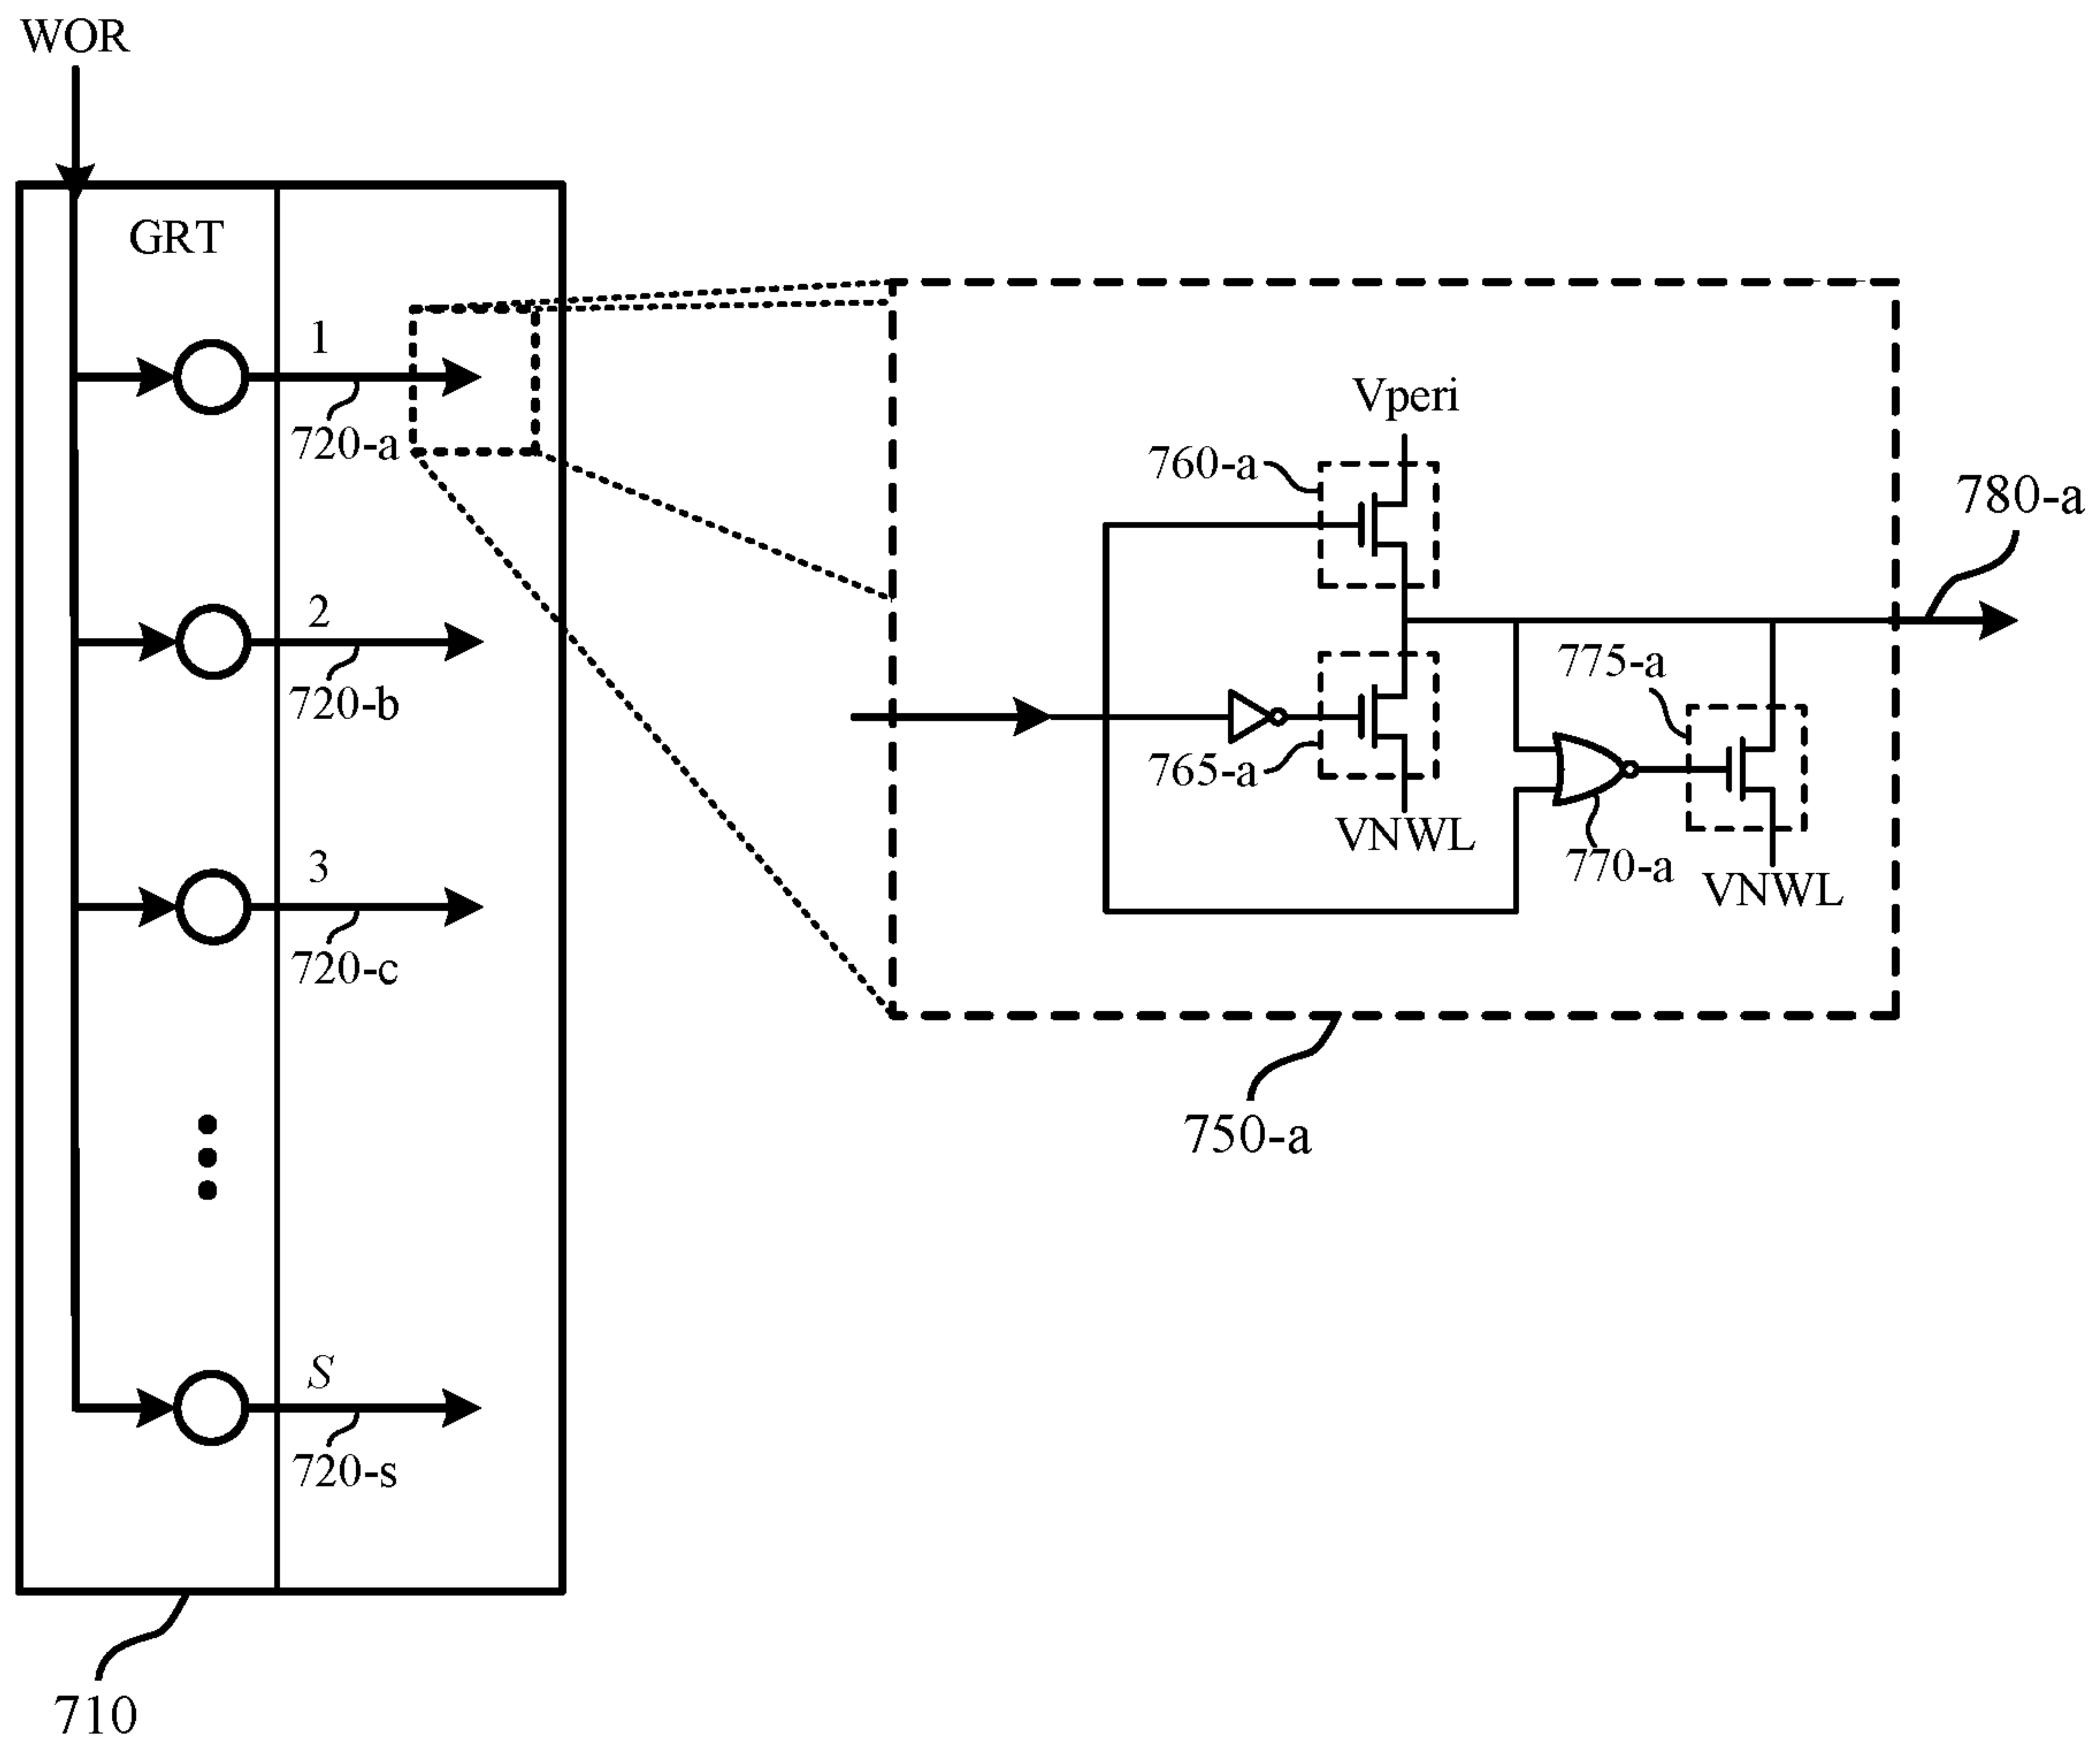 WOR
GRT
1
720-a
2
720-b
3
720-c
S
720-s
710
Vperi
760-a
780-a
775-a
765-a
VNWL
770-a
VNWL
750-a